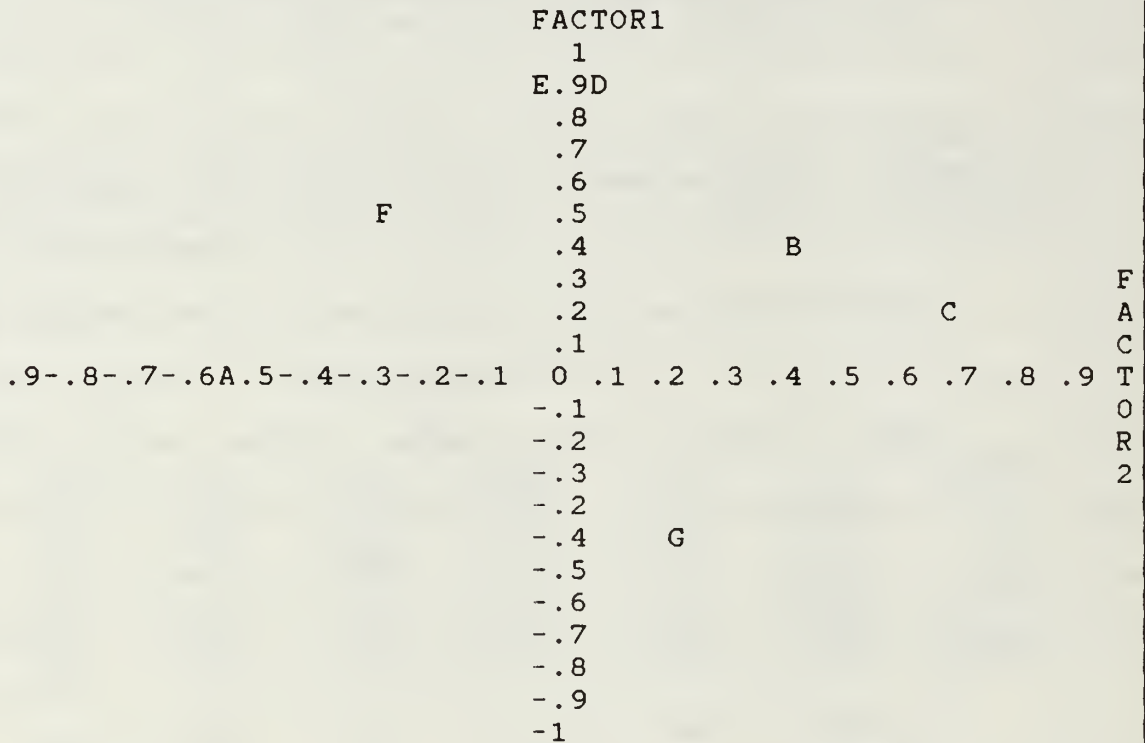 FACTOR1
1
E.9D
.8
.7
.6
F .5
.4 B
.3 F
.2 C A
.1 C
.9-.8-.7-.6A.5-.4-.3-.2-.1 0 .1 .2 .3 .4 .5 .6 .7 .8 .9 T
-.1 O
-.2 R
-.3 2
-.2
-.4 G
-.5
-.6
-.7
-.8
-.9
-1